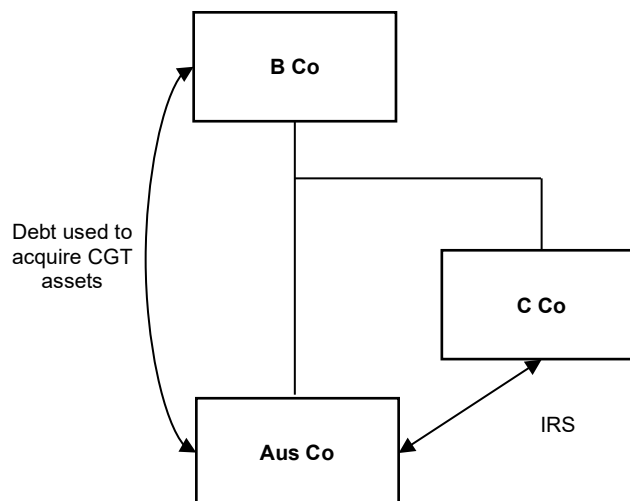 B Co
Debt used to
acquire CGT
assets
C Co
IRS
Aus Co